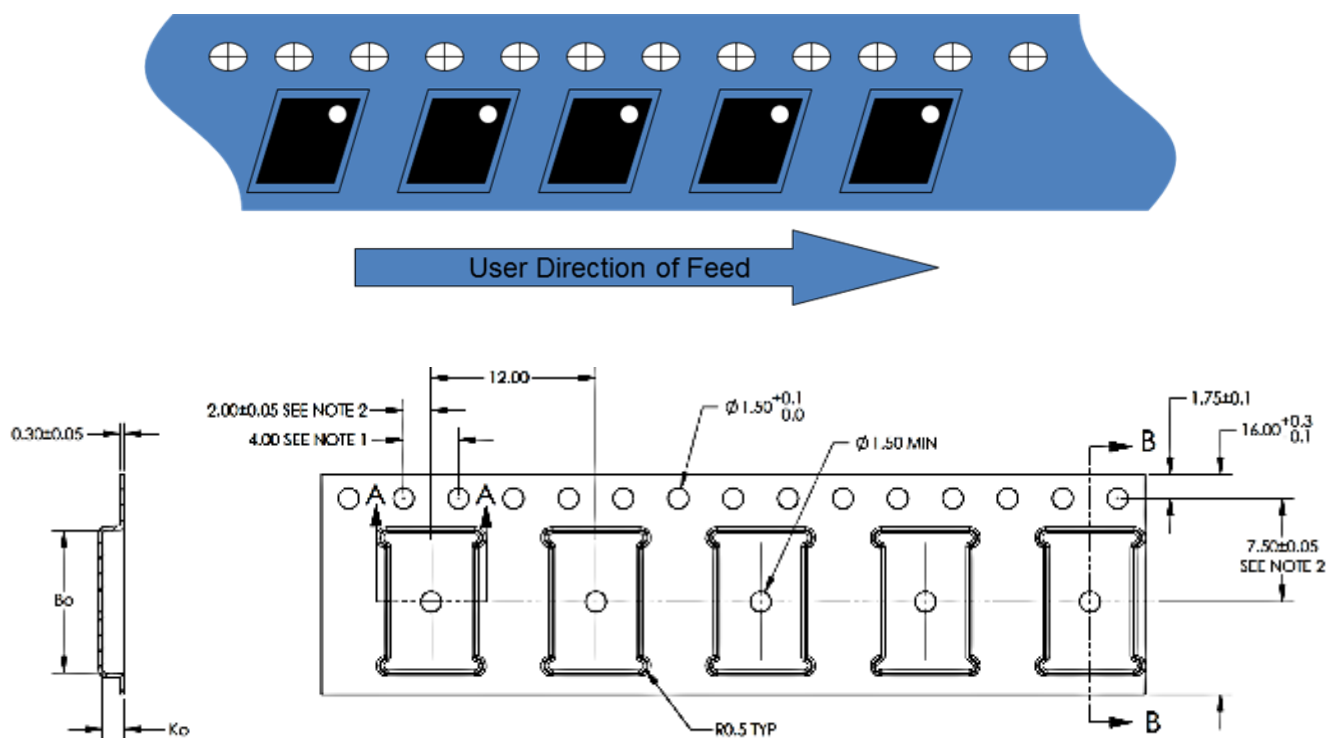 User Direction of Feed
12.00
2.00±0.05 SEE NOTE 2
4.00 SEE NOTE 1
0.30±0.05
Ø1.50 +0.1
0.0
Ø1.50 MIN
1.75±0.1
16.00 +0.3
0.1
B
A A
7.50±0.05
SEE NOTE 2
Bo
Ko
R0.5 TYP
B